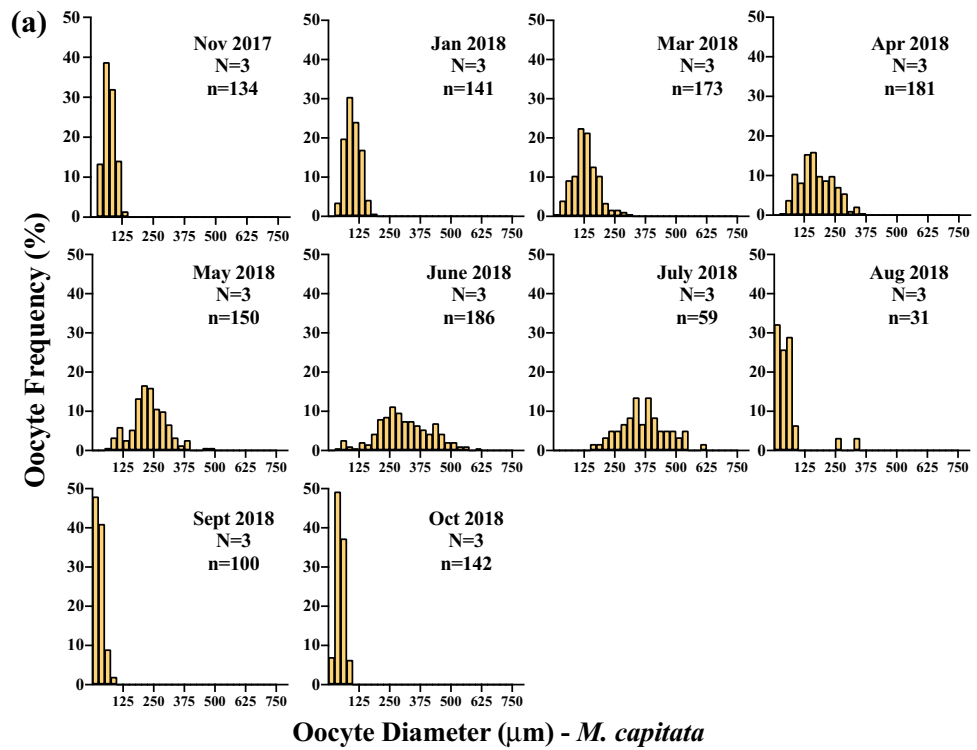 (a)
Oocyte Frequency (%)
50
40
30
20
10
0
Nov 2017
N=3
n=134
125 250 375 500 625 750
50
40
30
20
10
0
Jan 2018
N=3
n=141
125 250 375 500 625 750
50
40
30
20
10
0
Mar 2018
N=3
n=173
125 250 375 500 625 750
50
40
30
20
10
0
Apr 2018
N=3
n=181
125 250 375 500 625 750
50
40
30
20
10
0
May 2018
N=3
n=150
125 250 375 500 625 750
50
40
30
20
10
0
June 2018
N=3
n=186
125 250 375 500 625 750
50
40
30
20
10
0
July 2018
N=3
n=59
125 250 375 500 625 750
50
40
30
20
10
0
Aug 2018
N=3
n=31
125 250 375 500 625 750
50
40
30
20
10
0
Sept 2018
N=3
n=100
125 250 375 500 625 750
50
40
30
20
10
0
Oct 2018
N=3
n=142
125 250 375 500 625 750
Oocyte Diameter (μm) - M. capitata